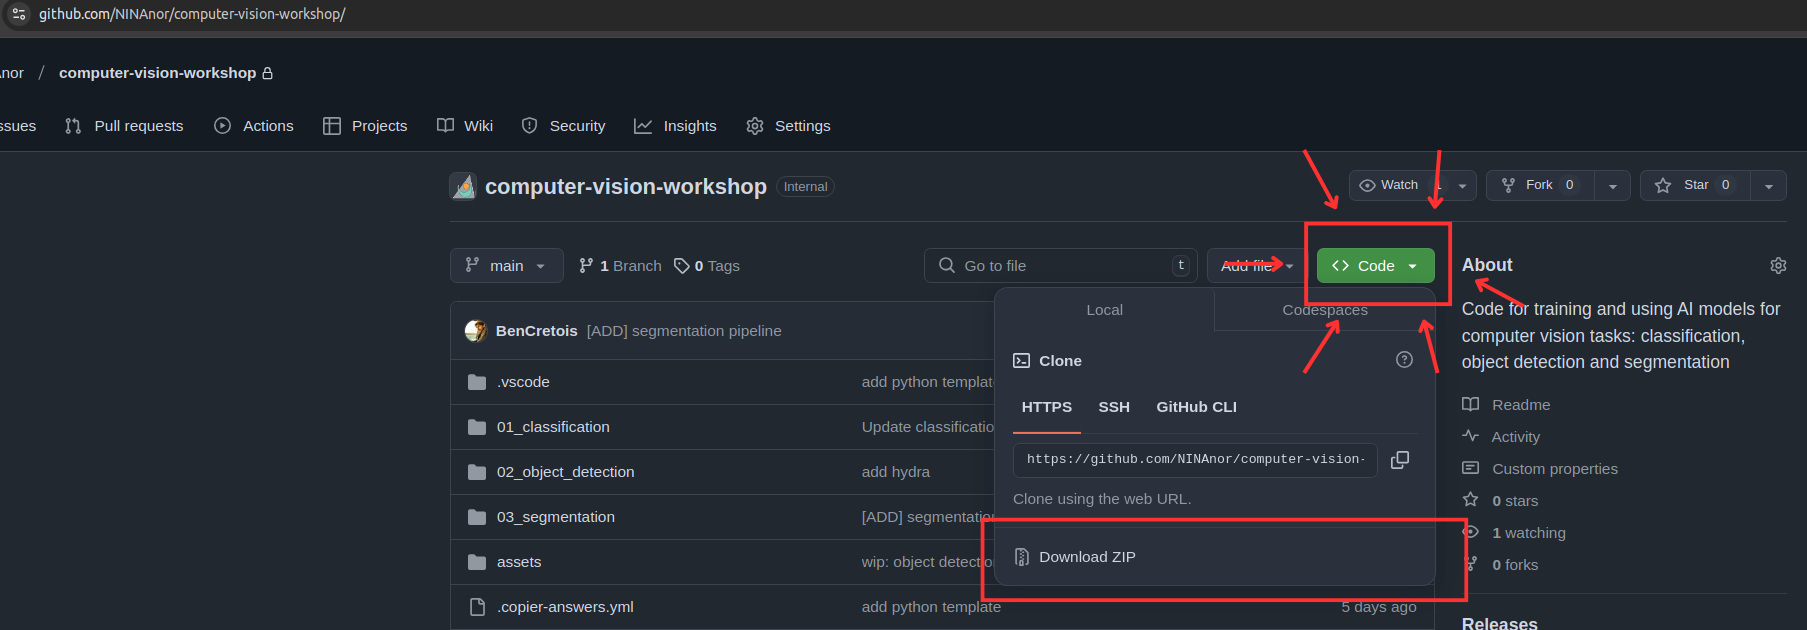 github.com/NINAnor/computer-vision-workshop/
Anor / computer-vision-workshop
ssues Pull requests Actions Projects Wiki Security Insights Settings
computer-vision-workshop Internal
Watch 1 Fork 0 Star 0
main 1 Branch 0 Tags Go to file t Add file Code
About
Code for training and using AI models for
computer vision tasks: classification,
object detection and segmentation
Readme
Activity
Custom properties
0 stars
1 watching
0 forks
Releases
Local Codespaces
Clone
HTTPS SSH GitHub CLI
https://github.com/NINAnor/computer-vision-
Clone using the web URL.
Download ZIP
BenCretois [ADD] segmentation pipeline
.vscode add python templat
01_classification Update classificatio
02_object_detection add hydra
03_segmentation [ADD] segmentation
assets wip: object detectio
.copier-answers.yml add python template 5 days ago